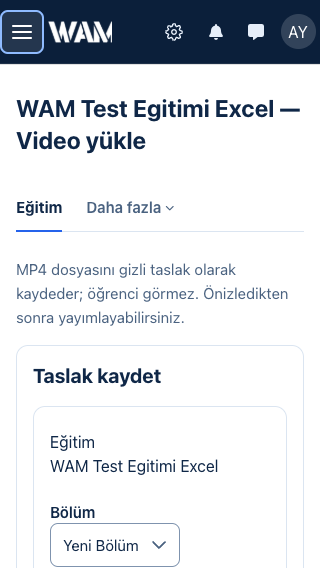 WAM
AY
WAM Test Egitimi Excel —
Video yükle
Eğitim
Daha fazla
MP4 dosyasını gizli taslak olarak
kaydeder; öğrenci görmez. Önizledikten
sonra yayımlayabilirsiniz.
Taslak kaydet
Eğitim
WAM Test Egitimi Excel
Bölüm
Yeni Bölüm